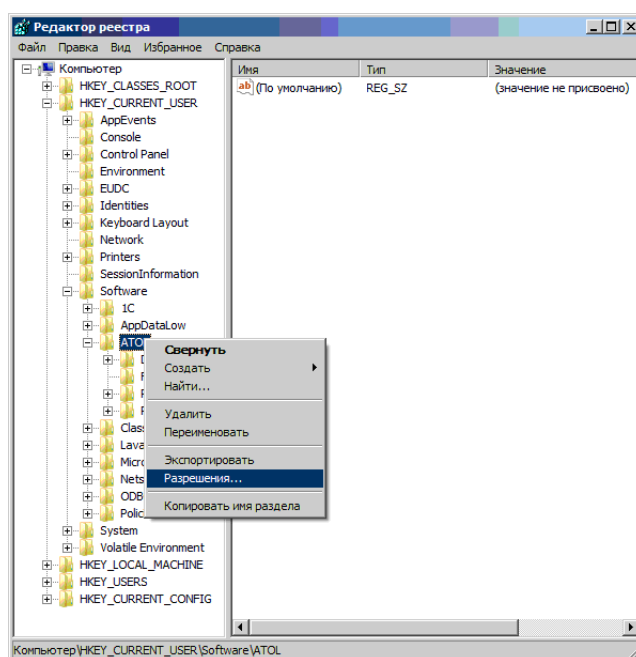 Редактор реестра
Файл Правка Вид Избранное Справка
Компьютер
HKEY_CLASSES_ROOT
HKEY_CURRENT_USER
AppEvents
Console
Control Panel
Environment
EUDC
Identities
Keyboard Layout
Network
Printers
SessionInformation
Software
1C
AppDataLow
ATOL
System
Volatile Environment
HKEY_LOCAL_MACHINE
HKEY_USERS
HKEY_CURRENT_CONFIG
Имя Тип Значение
ab (По умолчанию) REG_SZ (значение не присвоено)
Свернуть
Создать
Найти...
Удалить
Переименовать
Экспортировать
Разрешения...
Копировать имя раздела
Компьютер\HKEY_CURRENT_USER\Software\ATOL